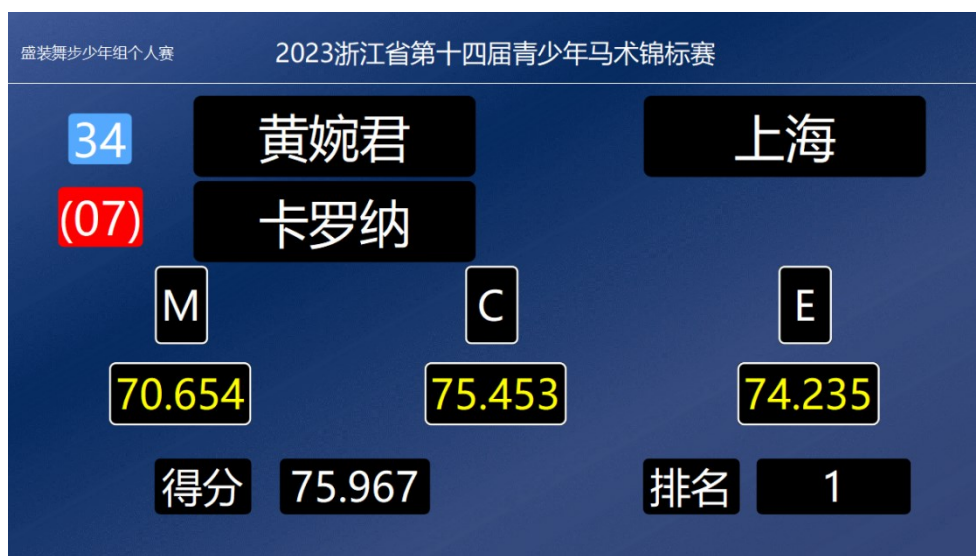 盛装舞步少年组个人赛 2023浙江省第十四届青少年马术锦标赛
34 黄婉君 上海
(07) 卡罗纳
M C E
70.654 75.453 74.235
得分 75.967 排名 1